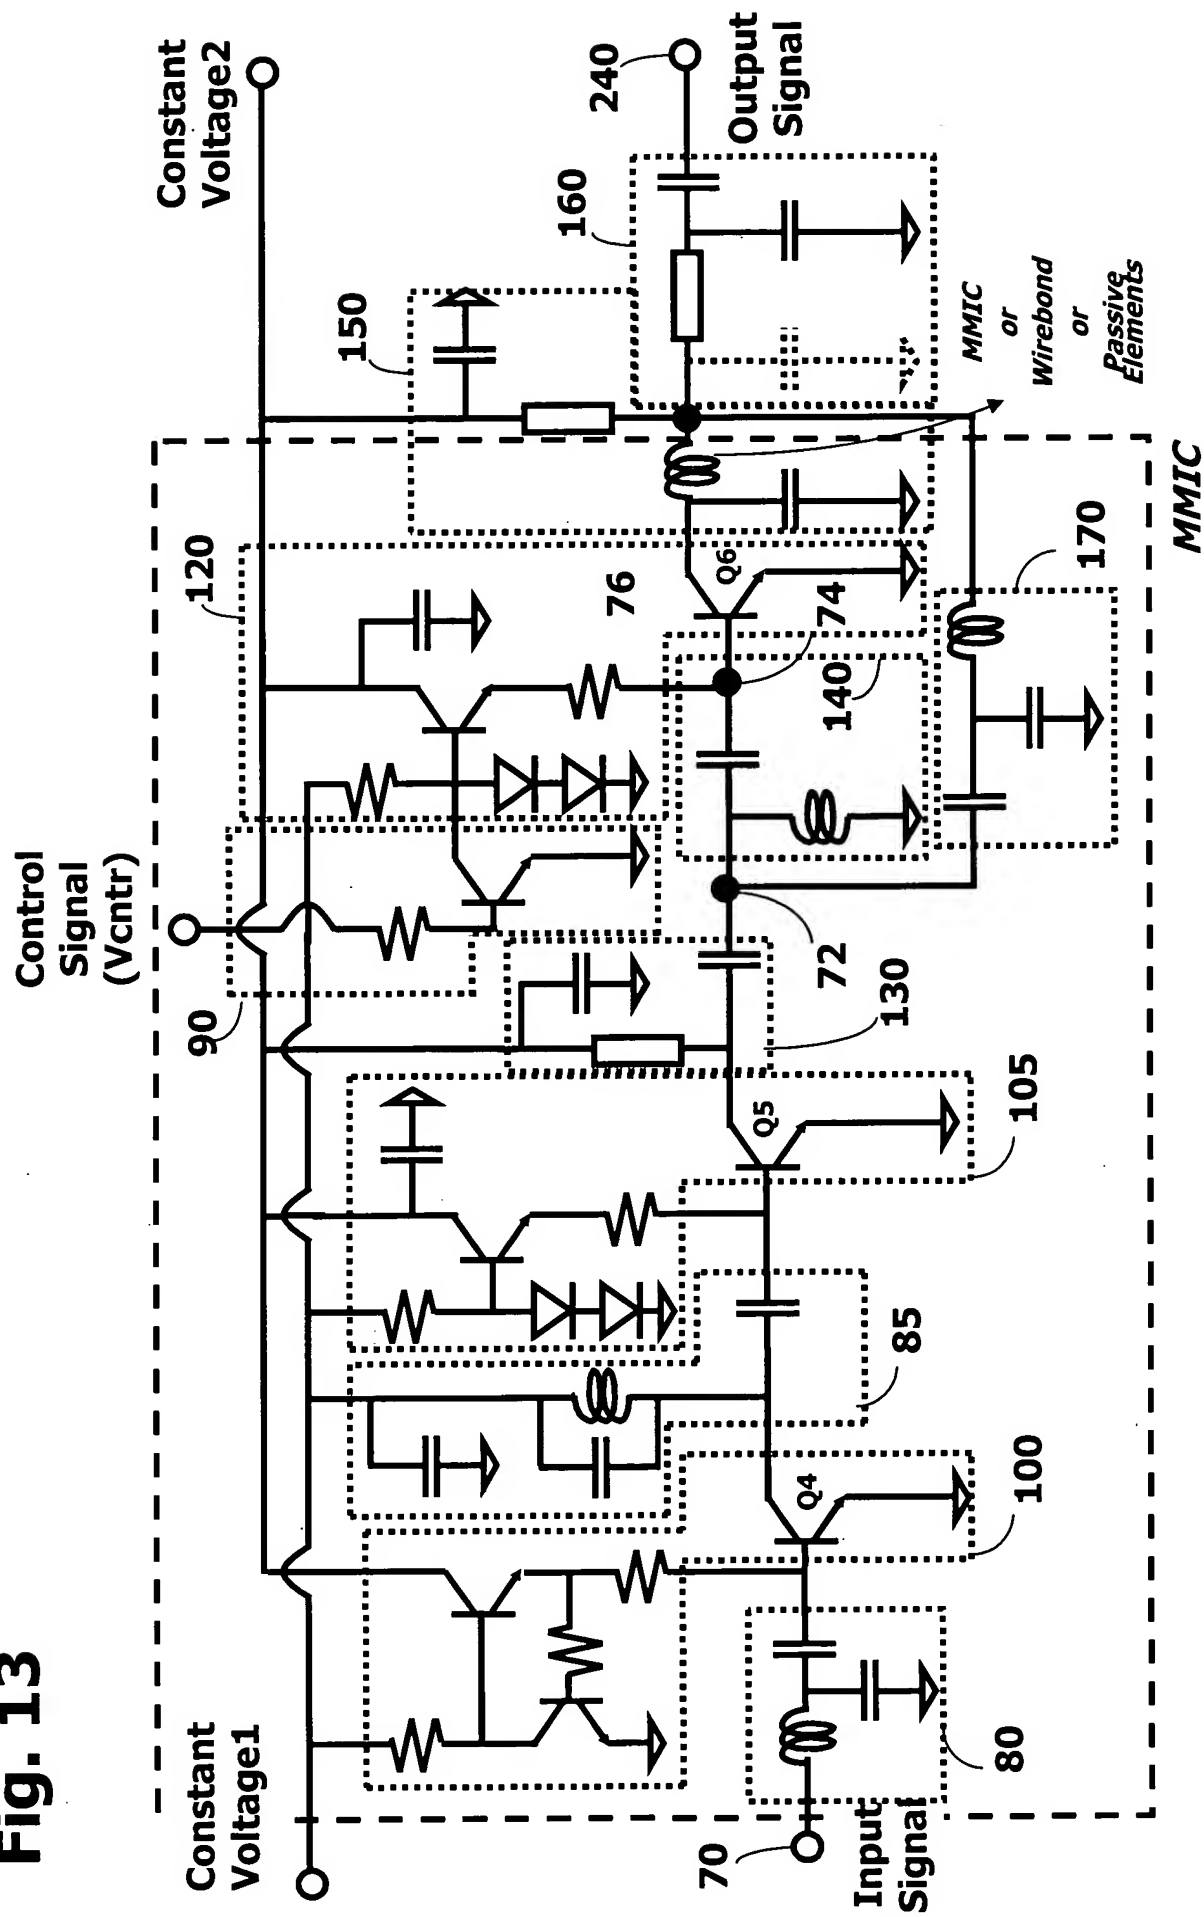 Fig. 13
Constant
Voltage1
Control
Signal
(Vcntr)
Constant
Voltage2
90
120
150
160
240
Output
Signal
76
Q6
74
140
72
130
Q5
105
85
Q4
100
80
70
Input
Signal
170
MMIC
or
Wirebond
or
Passive
Elements
MMIC